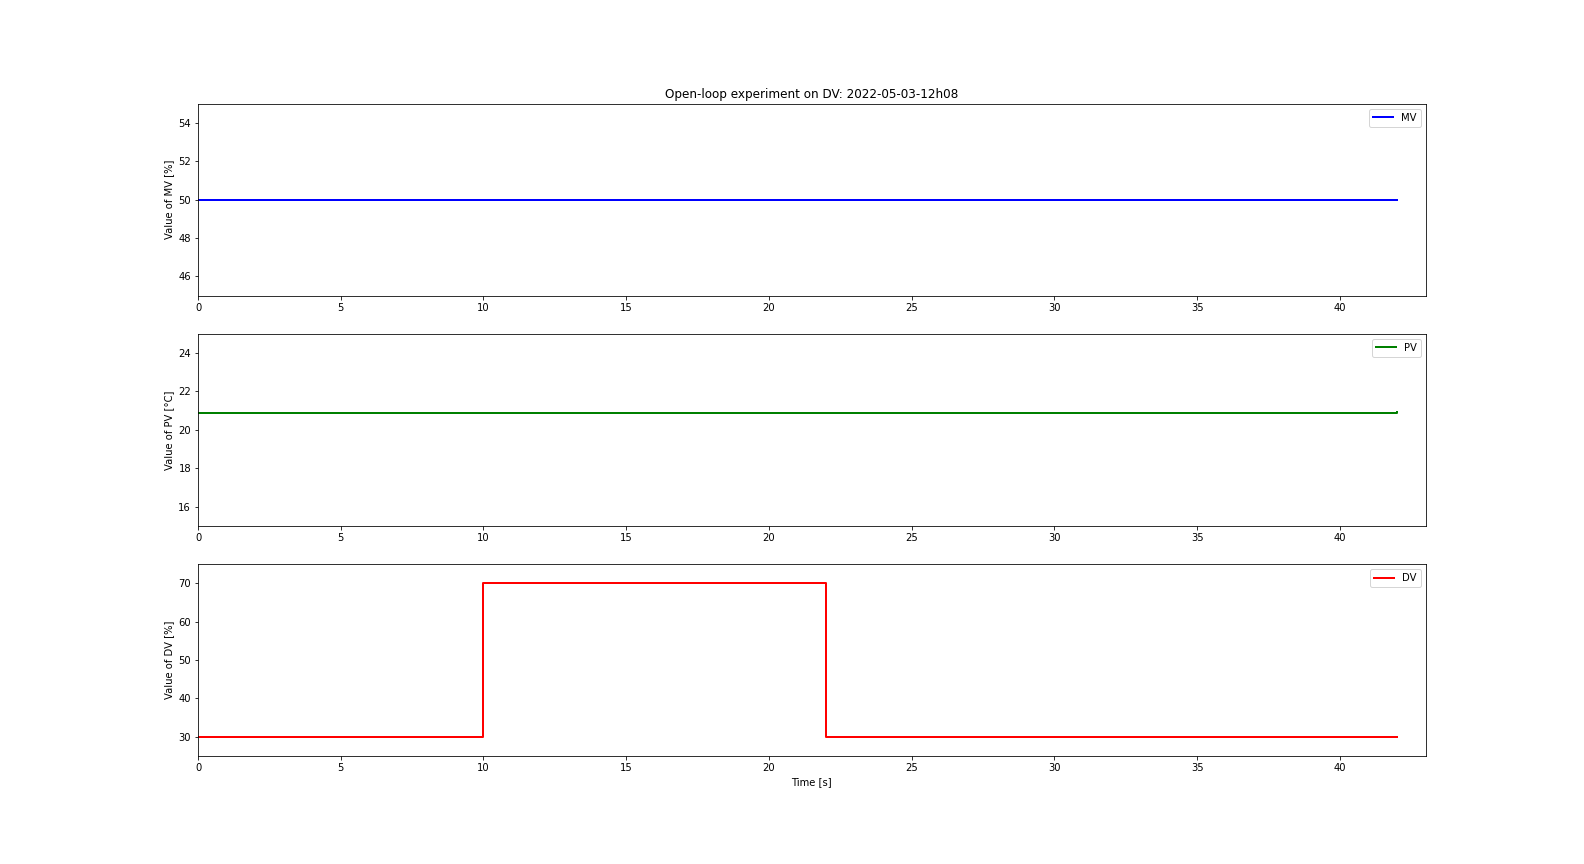 Open-loop experiment on DV: 2022-05-03-12h08
MV
Value of MV [%]
54
52
50
48
46
0 5 10 15 20 25 30 35 40
PV
Value of PV [°C]
24
22
20
18
16
0 5 10 15 20 25 30 35 40
DV
Value of DV [%]
70
60
50
40
30
0 5 10 15 20 25 30 35 40
Time [s]